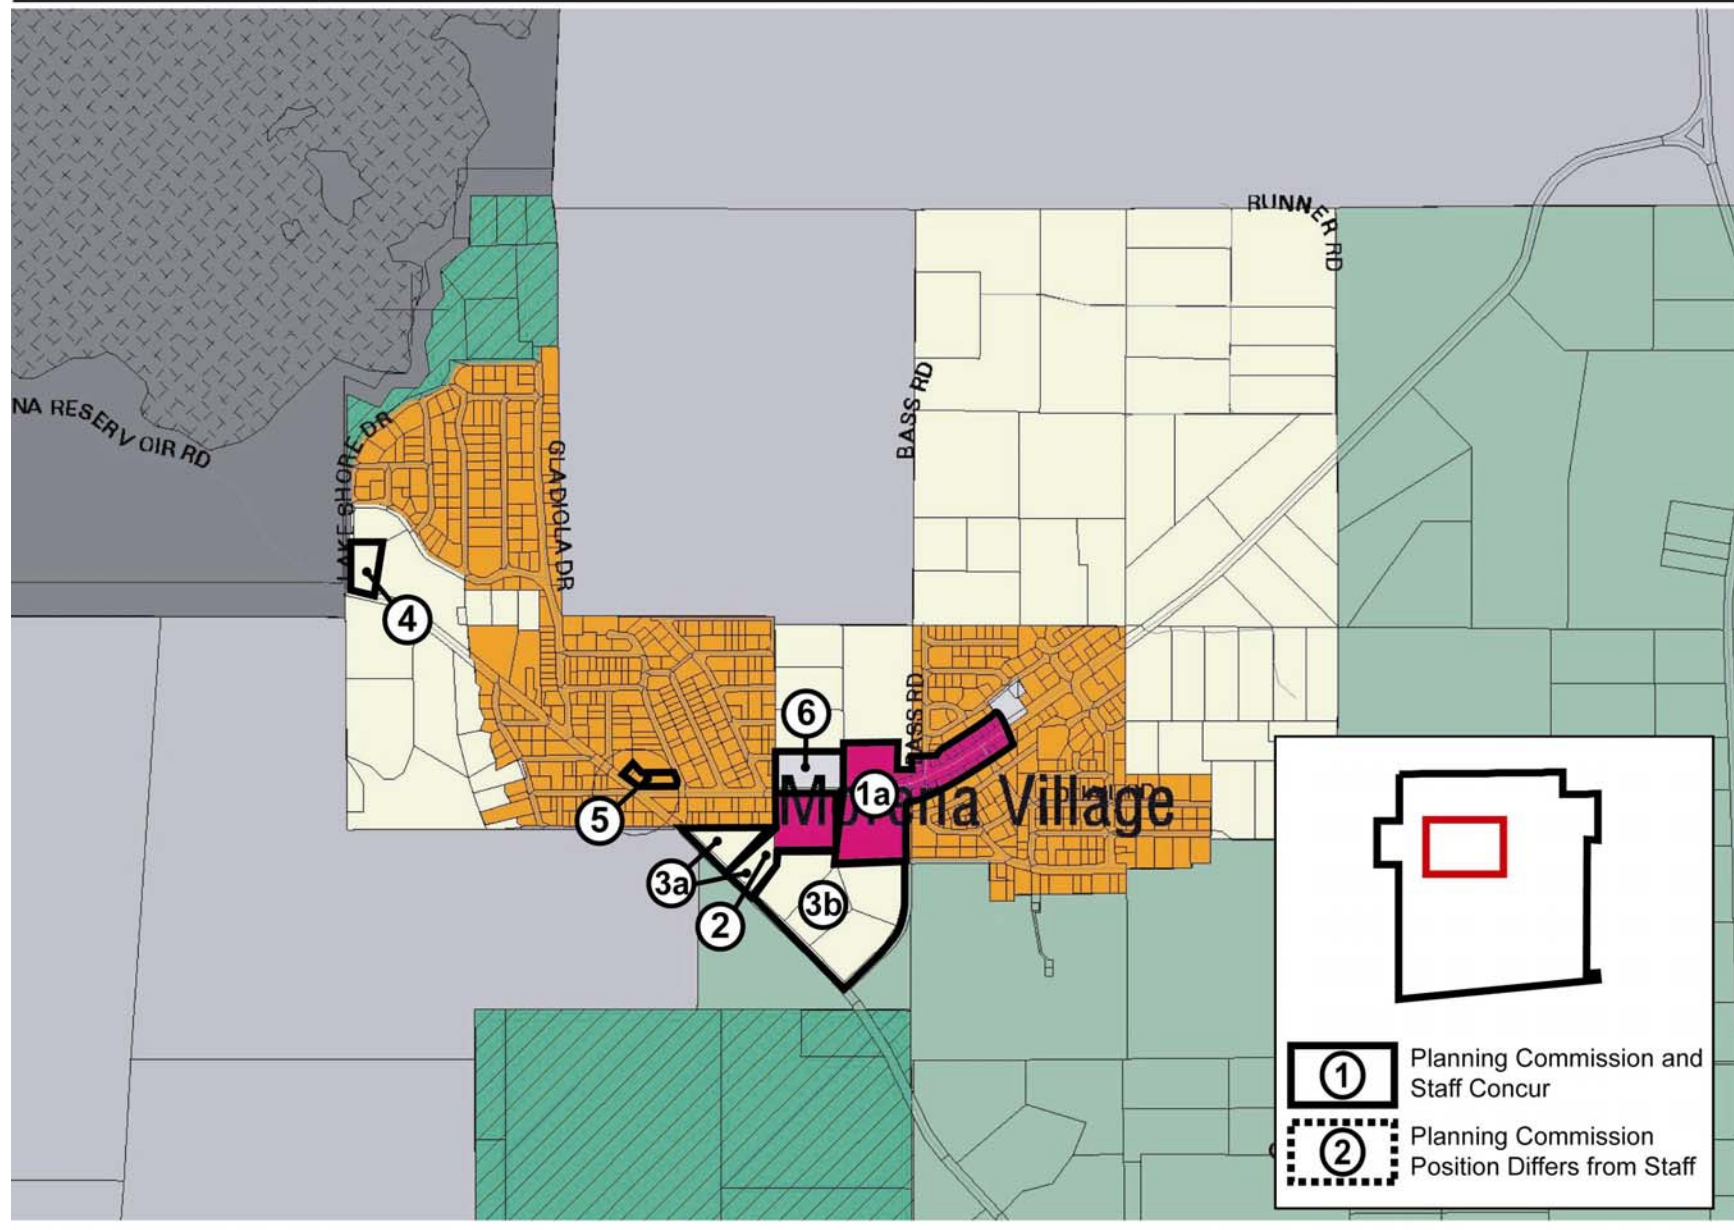 RUNNER RD
BASS RD
NA RESERVOIR RD
LAKE SHORE DR
GLADIOLA DR
4
BASS RD
6
1a
Morena Village
5
3a
3b
2
1
Planning Commission and
Staff Concur
2
Planning Commission
Position Differs from Staff